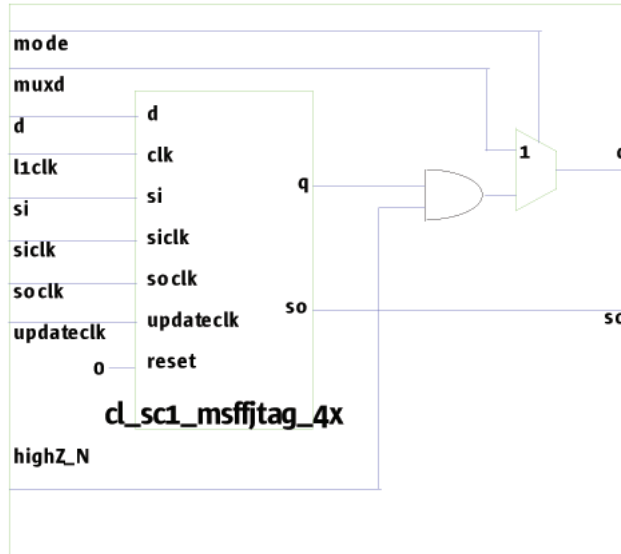 mode
muxd
d
l1clk
si
siclk
soclk
updateclk
d
clk
si
siclk
soclk
updateclk
0 reset
q
so
1
cl_sc1_msffjtag_4x
highZ_N